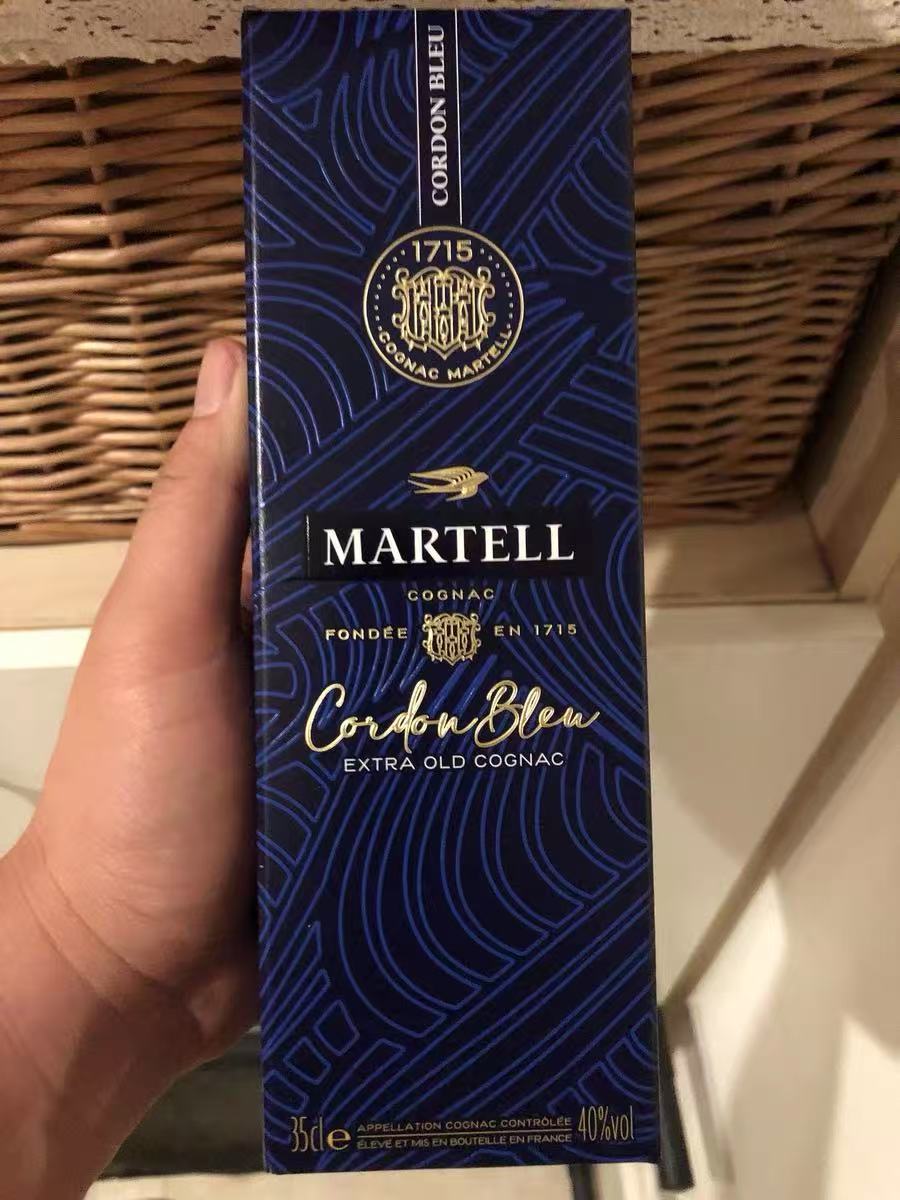 CORDON BLEU
1715
COGNAC MARTELL
MARTELL
COGNAC
FONDÉE EN 1715
Cordon Bleu
EXTRA OLD COGNAC
35cl e APPELLATION COGNAC CONTRÔLÉE 40%vol
ÉLEVÉ ET MIS EN BOUTEILLE EN FRANCE